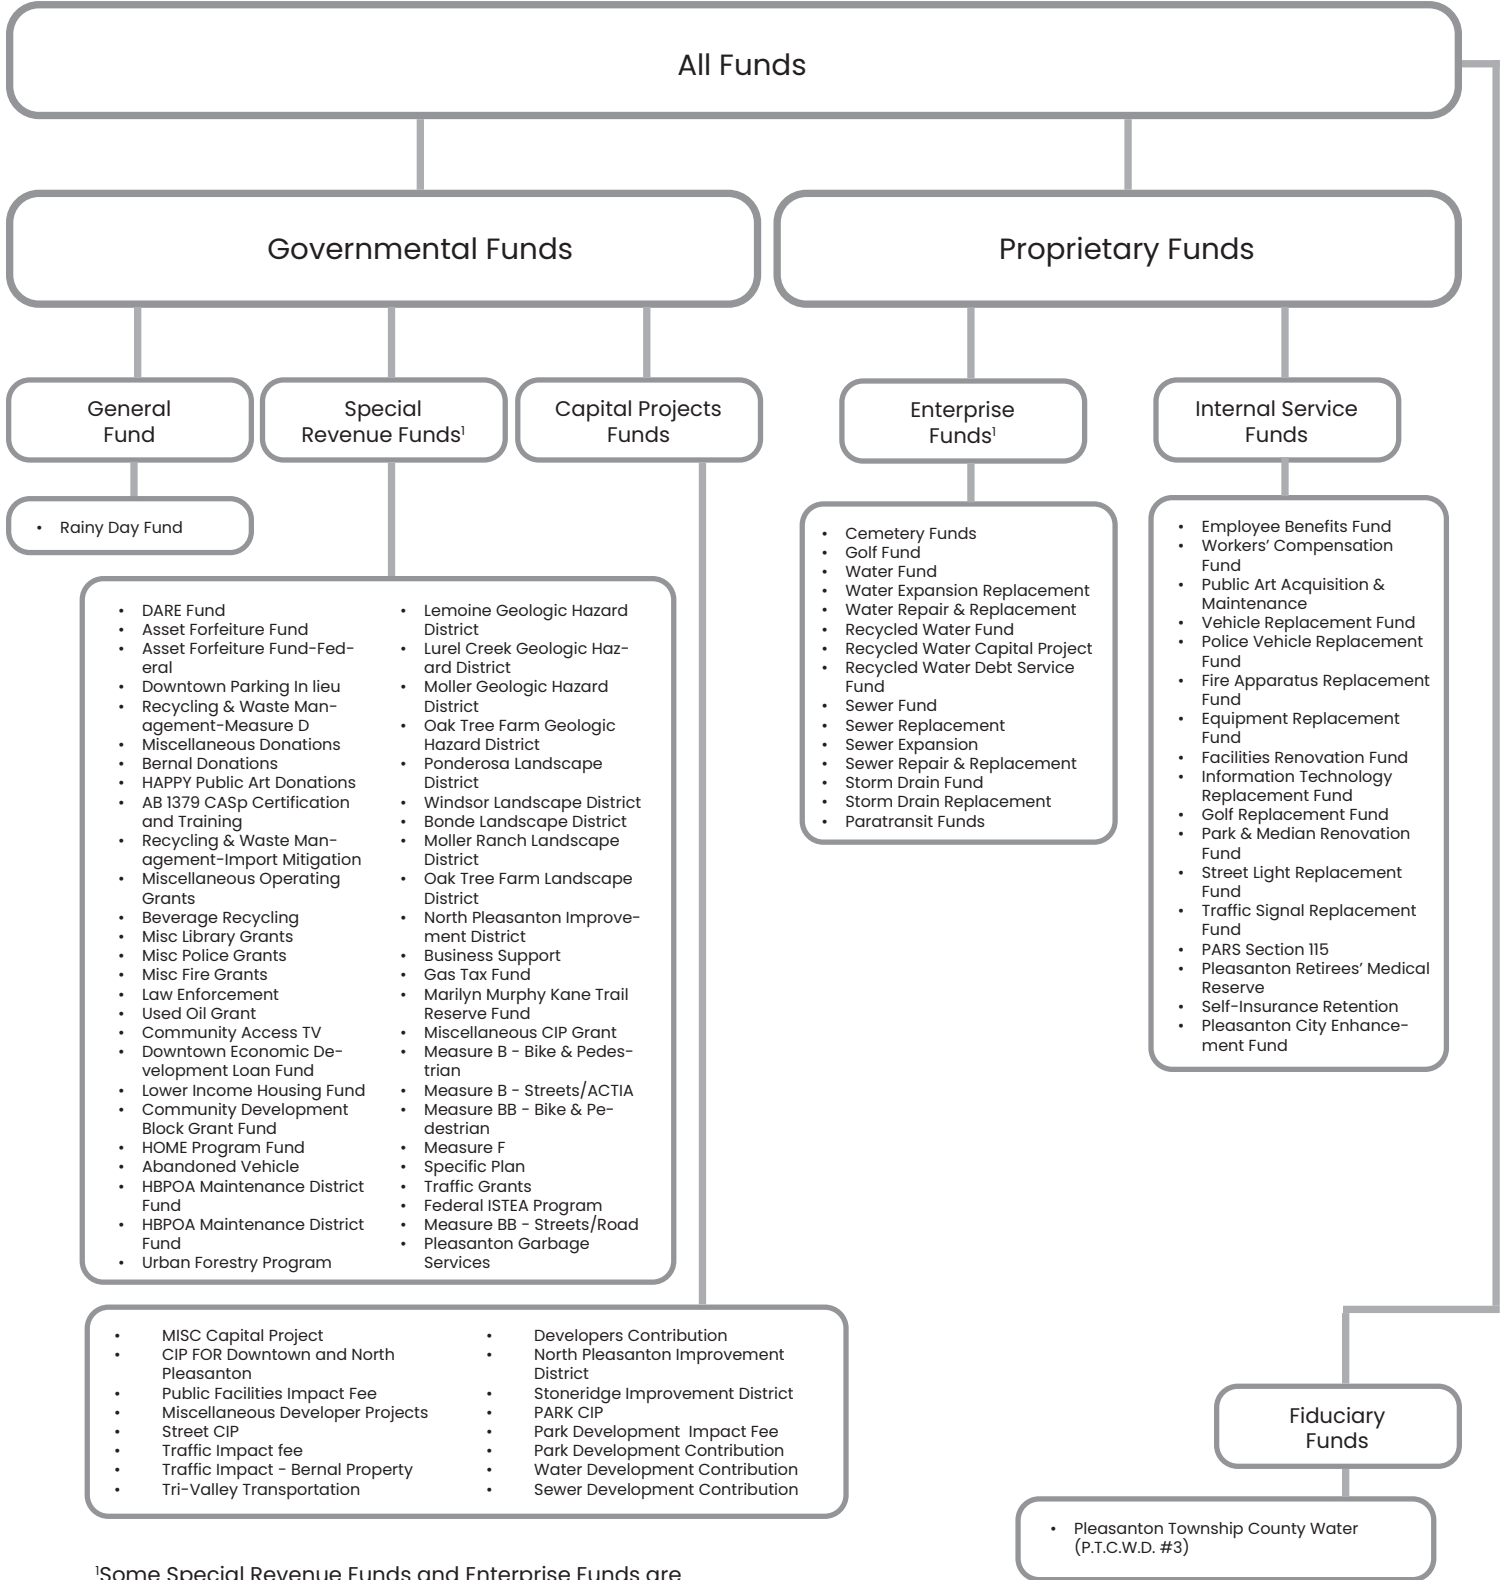 All Funds
Governmental Funds
Proprietary Funds
General
Fund
Special
Revenue Funds¹
Capital Projects
Funds
Enterprise
Funds¹
Internal Service
Funds
• Rainy Day Fund
• DARE Fund
• Asset Forfeiture Fund
• Asset Forfeiture Fund-Fed-
eral
• Downtown Parking In lieu
• Recycling & Waste Man-
agement-Measure D
• Miscellaneous Donations
• Bernal Donations
• HAPPY Public Art Donations
• AB 1379 CASp Certification
and Training
• Recycling & Waste Man-
agement-Import Mitigation
• Miscellaneous Operating
Grants
• Beverage Recycling
• Misc Library Grants
• Misc Police Grants
• Misc Fire Grants
• Law Enforcement
• Used Oil Grant
• Community Access TV
• Downtown Economic De-
velopment Loan Fund
• Lower Income Housing Fund
• Community Development
Block Grant Fund
• HOME Program Fund
• Abandoned Vehicle
• HBPOA Maintenance District
Fund
• HBPOA Maintenance District
Fund
• Urban Forestry Program
• Lemoine Geologic Hazard
District
• Lurel Creek Geologic Haz-
ard District
• Moller Geologic Hazard
District
• Oak Tree Farm Geologic
Hazard District
• Ponderosa Landscape
District
• Windsor Landscape District
• Bonde Landscape District
• Moller Ranch Landscape
District
• Oak Tree Farm Landscape
District
• North Pleasanton Improve-
ment District
• Business Support
• Gas Tax Fund
• Marilyn Murphy Kane Trail
Reserve Fund
• Miscellaneous CIP Grant
• Measure B - Bike & Pedes-
trian
• Measure B - Streets/ACTIA
• Measure BB - Bike & Pe-
destrian
• Measure F
• Specific Plan
• Traffic Grants
• Federal ISTEA Program
• Measure BB - Streets/Road
• Pleasanton Garbage
Services
• Cemetery Funds
• Golf Fund
• Water Fund
• Water Expansion Replacement
• Water Repair & Replacement
• Recycled Water Fund
• Recycled Water Capital Project
• Recycled Water Debt Service
Fund
• Sewer Fund
• Sewer Replacement
• Sewer Expansion
• Sewer Repair & Replacement
• Storm Drain Fund
• Storm Drain Replacement
• Paratransit Funds
• Employee Benefits Fund
• Workers’ Compensation
Fund
• Public Art Acquisition &
Maintenance
• Vehicle Replacement Fund
• Police Vehicle Replacement
Fund
• Fire Apparatus Replacement
Fund
• Equipment Replacement
Fund
• Facilities Renovation Fund
• Information Technology
Replacement Fund
• Golf Replacement Fund
• Park & Median Renovation
Fund
• Street Light Replacement
Fund
• Traffic Signal Replacement
Fund
• PARS Section 115
• Pleasanton Retirees’ Medical
Reserve
• Self-Insurance Retention
• Pleasanton City Enhance-
ment Fund
• MISC Capital Project
• CIP FOR Downtown and North
Pleasanton
• Public Facilities Impact Fee
• Miscellaneous Developer Projects
• Street CIP
• Traffic Impact fee
• Traffic Impact - Bernal Property
• Tri-Valley Transportation
• Developers Contribution
• North Pleasanton Improvement
District
• Stoneridge Improvement District
• PARK CIP
• Park Development Impact Fee
• Park Development Contribution
• Water Development Contribution
• Sewer Development Contribution
Fiduciary
Funds
• Pleasanton Township County Water
(P.T.C.W.D. #3)
¹Some Special Revenue Funds and Enterprise Funds are